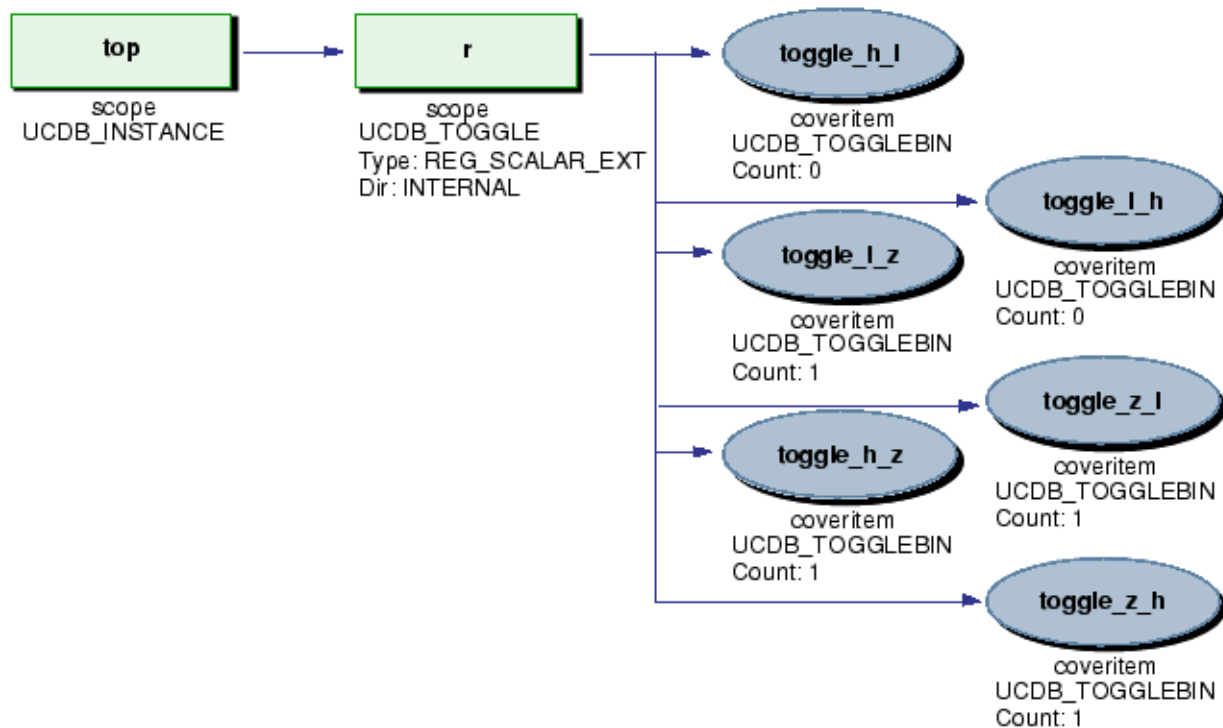 top
scope
UCDB_INSTANCE
r
scope
UCDB_TOGGLE
Type: REG_SCALAR_EXT
Dir: INTERNAL
toggle_h_l
coveritem
UCDB_TOGGLEBIN
Count: 0
toggle_l_h
coveritem
UCDB_TOGGLEBIN
Count: 0
toggle_l_z
coveritem
UCDB_TOGGLEBIN
Count: 1
toggle_z_l
coveritem
UCDB_TOGGLEBIN
Count: 1
toggle_h_z
coveritem
UCDB_TOGGLEBIN
Count: 1
toggle_z_h
coveritem
UCDB_TOGGLEBIN
Count: 1